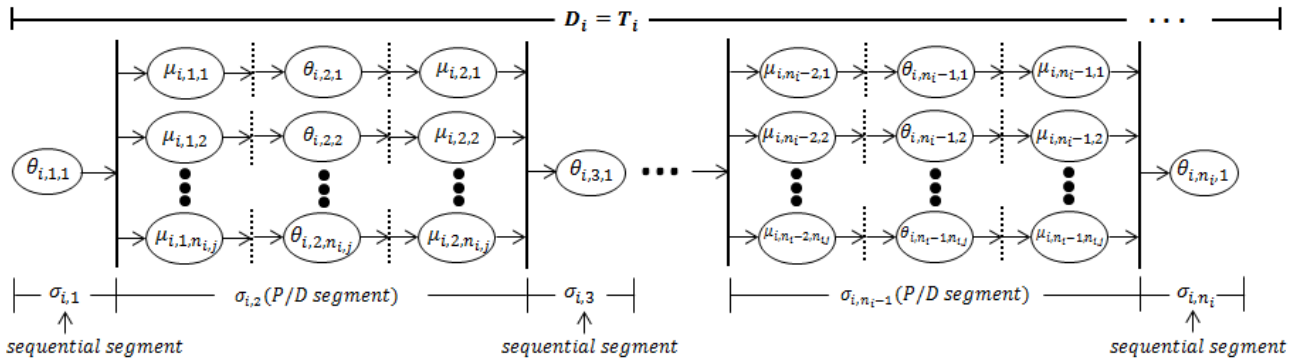 D_i = T_i ...
μ_{i,1,1} θ_{i,2,1} μ_{i,2,1} μ_{i,n_i-2,1} θ_{i,n_i-1,1} μ_{i,n_i-1,1}
μ_{i,1,2} θ_{i,2,2} μ_{i,2,2} μ_{i,n_i-2,2} θ_{i,n_i-1,2} μ_{i,n_i-1,2}
θ_{i,1,1} θ_{i,3,1} ... θ_{i,n_i,1}
μ_{i,1,n_{i,j}} θ_{i,2,n_{i,j}} μ_{i,2,n_{i,j}} μ_{i,n_i-2,n_{i,j}} θ_{i,n_i-1,n_{i,j}} μ_{i,n_i-1,n_{i,j}}
σ_{i,1} σ_{i,2}(P/D segment) σ_{i,3} σ_{i,n_i-1}(P/D segment) σ_{i,n_i}
sequential segment sequential segment sequential segment